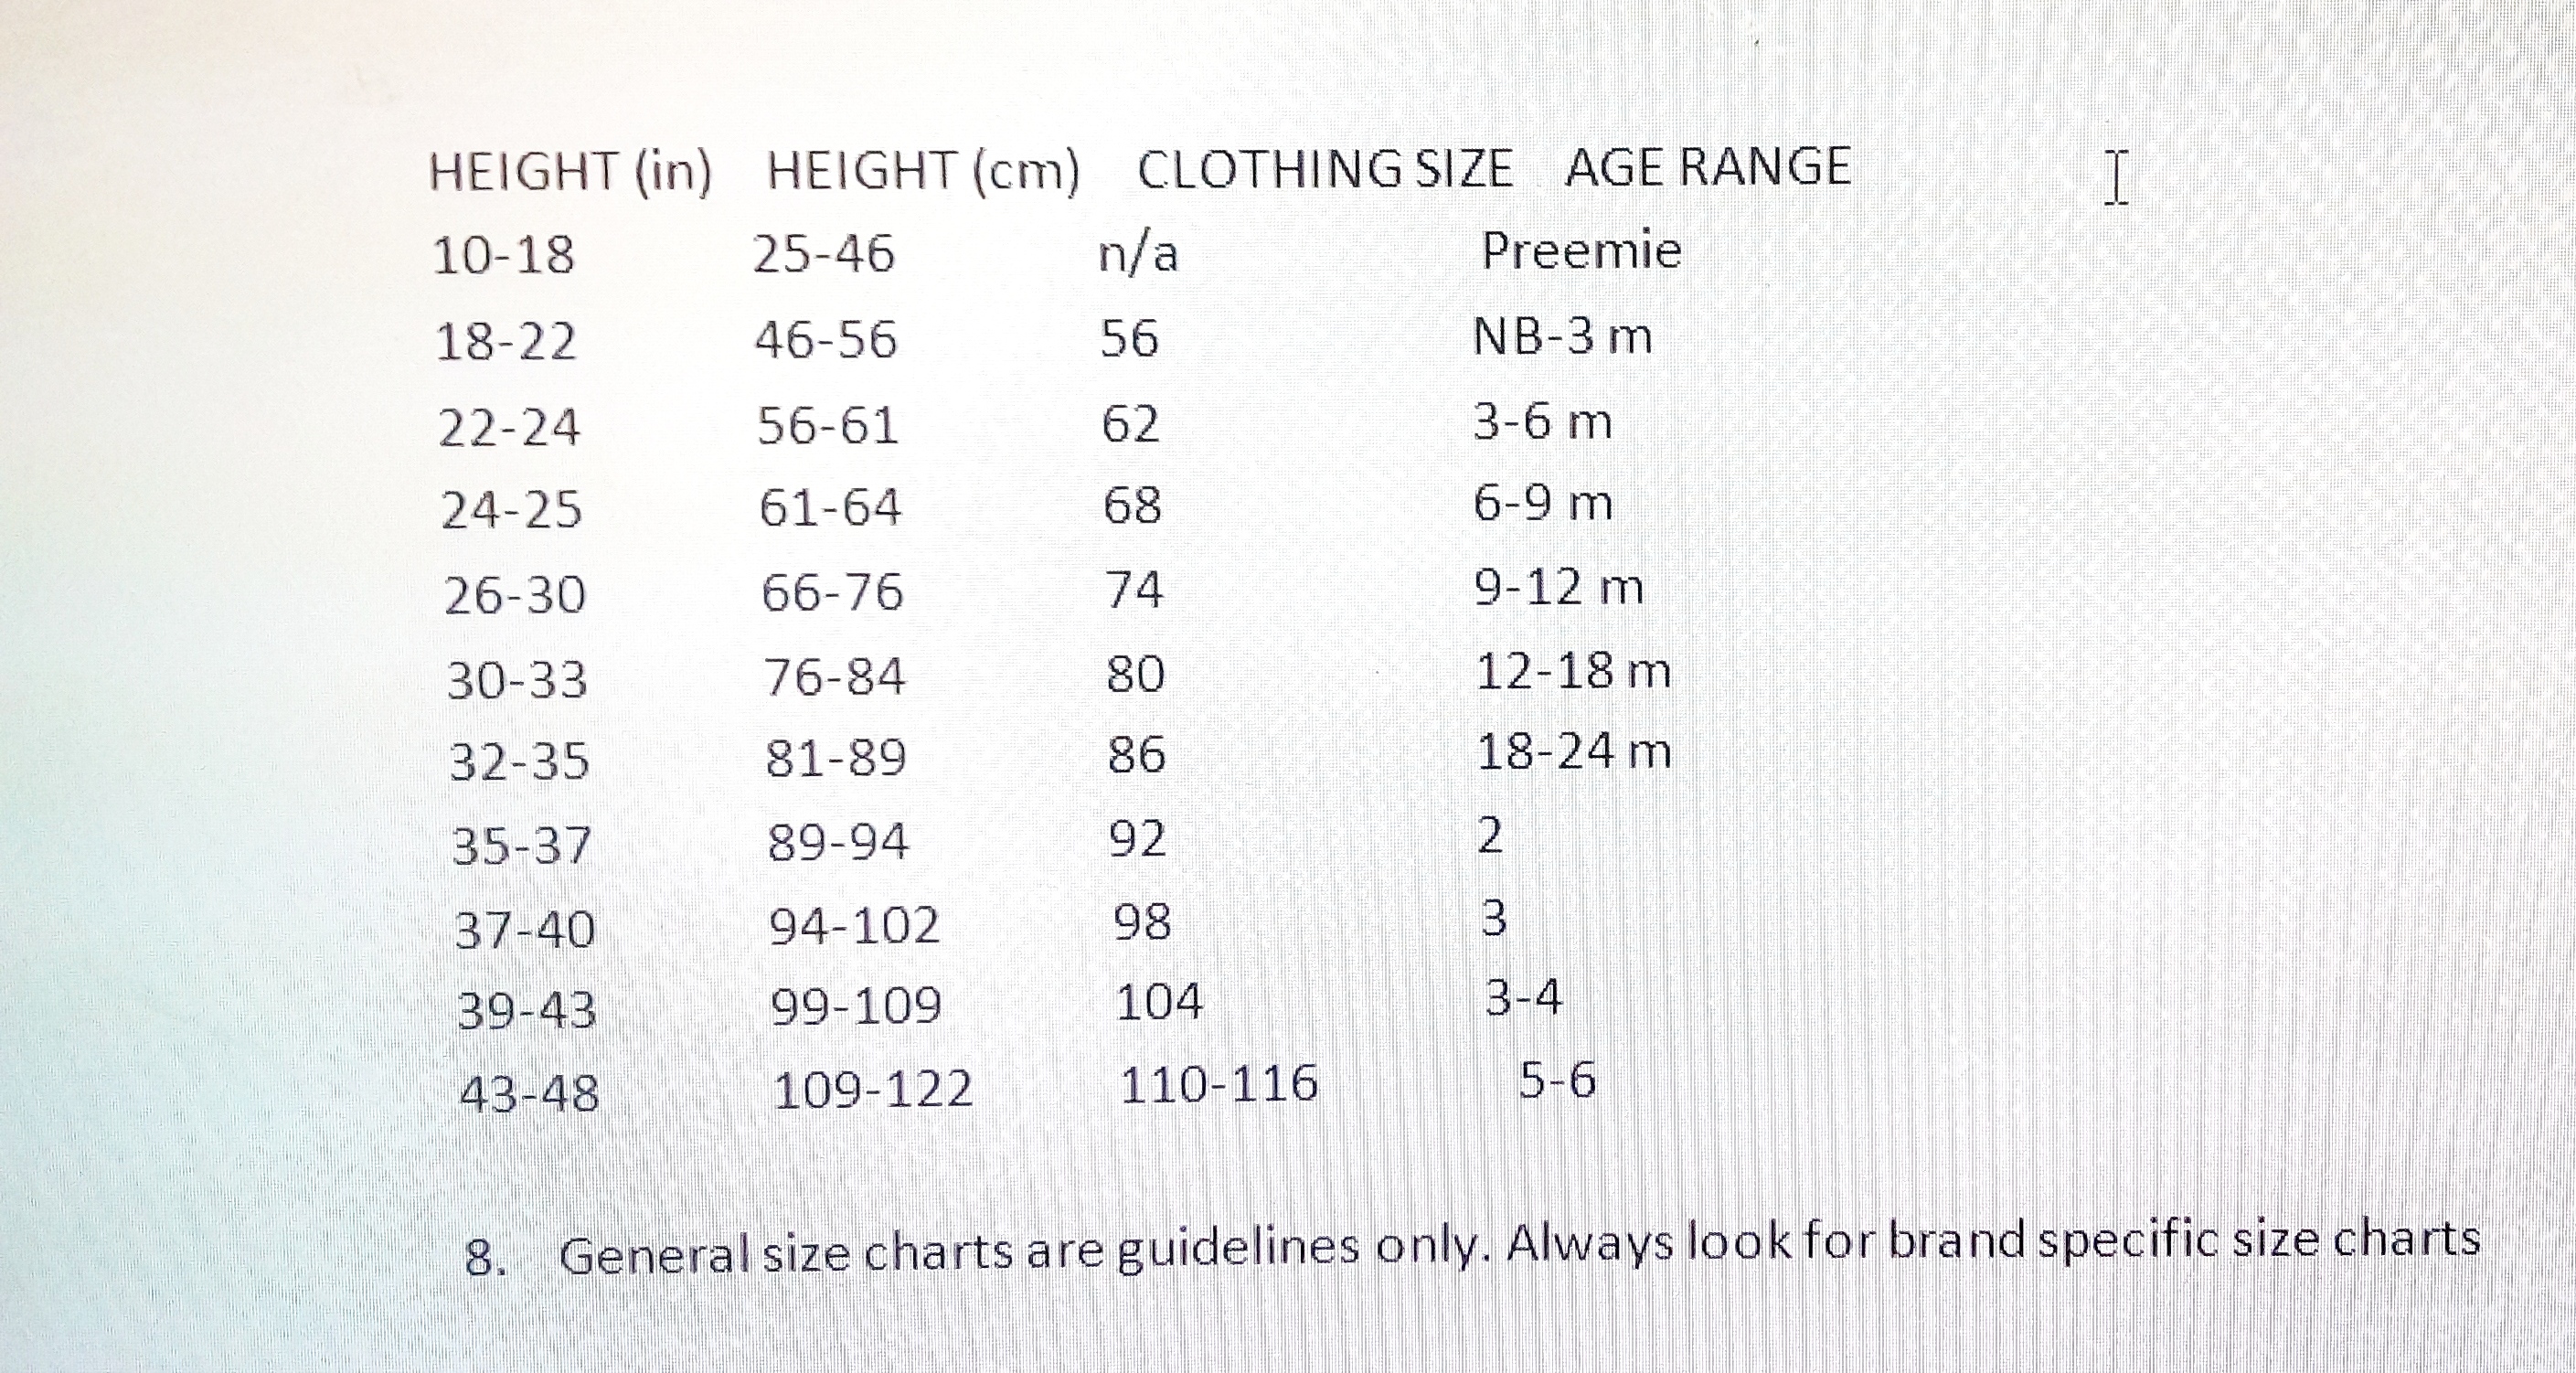 HEIGHT (in) HEIGHT (cm) CLOTHING SIZE AGE RANGE
10-18 25-46 n/a Preemie
18-22 46-56 56 NB-3 m
22-24 56-61 62 3-6 m
24-25 61-64 68 6-9 m
26-30 66-76 74 9-12 m
30-33 76-84 80 12-18 m
32-35 81-89 86 18-24 m
35-37 89-94 92 2
37-40 94-102 98 3
39-43 99-109 104 3-4
43-48 109-122 110-116 5-6
8. General size charts are guidelines only. Always look for brand specific size charts